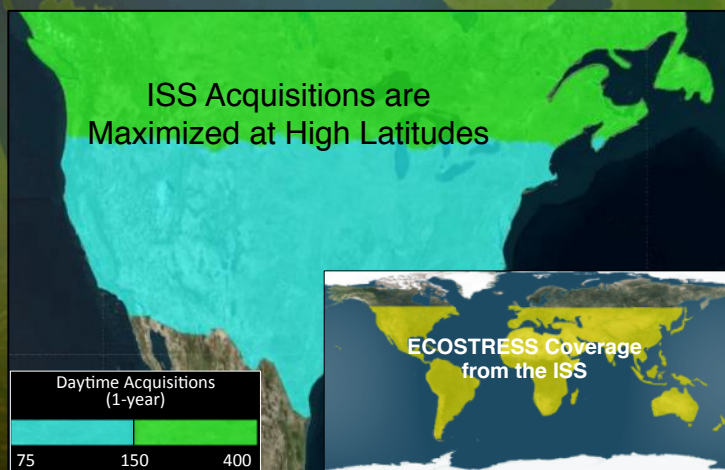 ISS Acquisitions are
Maximized at High Latitudes
ECOSTRESS Coverage
from the ISS
Daytime Acquisitions
(1-year)
75 150 400